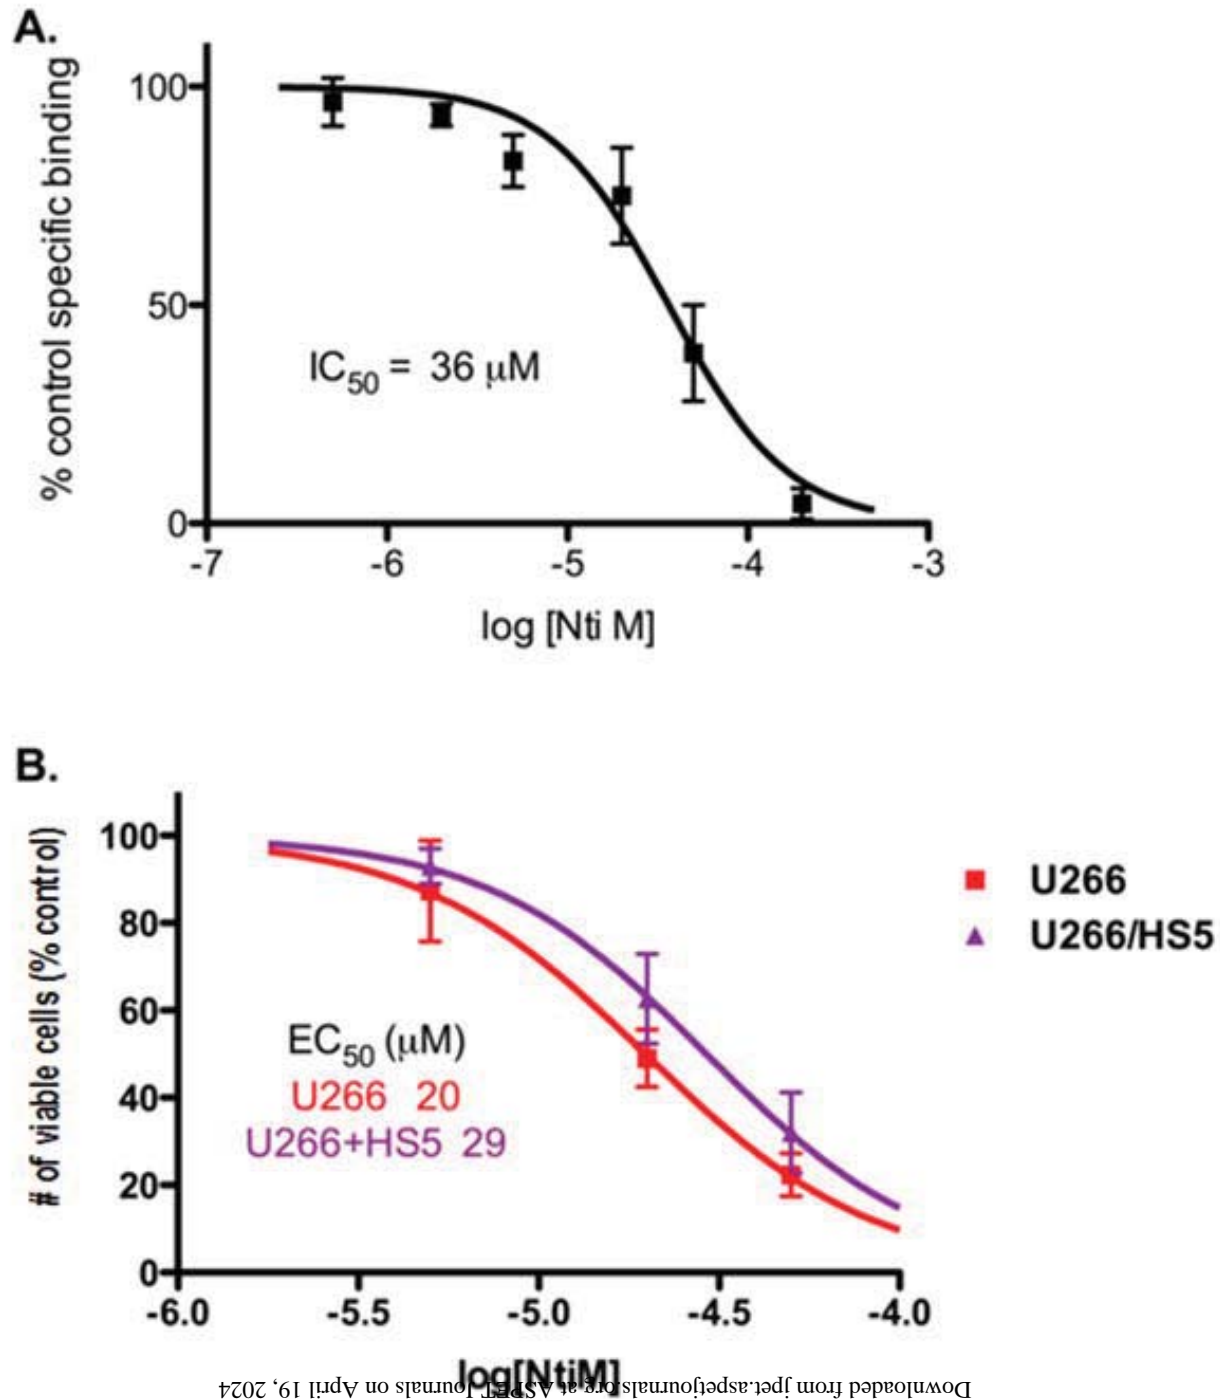 A.
% control specific binding
100
50
0
IC50 = 36 µM
-7 -6 -5 -4 -3
log [Nti M]
B.
# of viable cells (% control)
100
80
60
40
20
0
EC50 (µM)
U266 20
U266+HS5 29
U266
U266/HS5
-6.0 -5.5 -5.0 -4.5 -4.0
log[NtiM]
Downloaded from jpet.aspetjournals.org at ASPET Journals on April 19, 2024